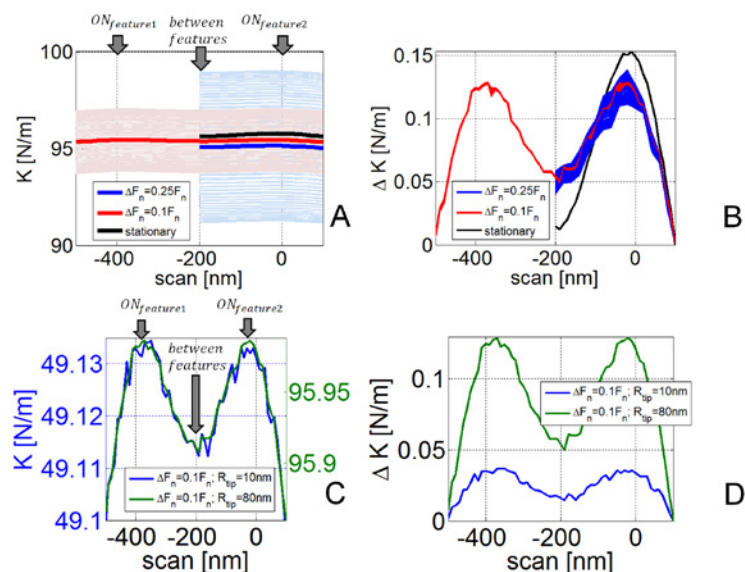 ON_feature1 between features ON_feature2
100
95
90
K [N/m]
ΔF_n=0.25F_n
ΔF_n=0.1F_n
stationary
A
-400 -200 0
scan [nm]
0.15
0.1
0.05
0
Δ K [N/m]
ΔF_n=0.25F_n
ΔF_n=0.1F_n
stationary
B
-400 -200 0
scan [nm]
ON_feature1 ON_feature2
between
features
49.13
49.12
49.11
49.1
K [N/m]
95.95
95.9
ΔF_n=0.1F_n; R_tip=10nm
ΔF_n=0.1F_n; R_tip=80nm
C
-400 -200 0
scan [nm]
0.1
0.05
0
Δ K [N/m]
ΔF_n=0.1F_n; R_tip=10nm
ΔF_n=0.1F_n; R_tip=80nm
D
-400 -200 0
scan [nm]